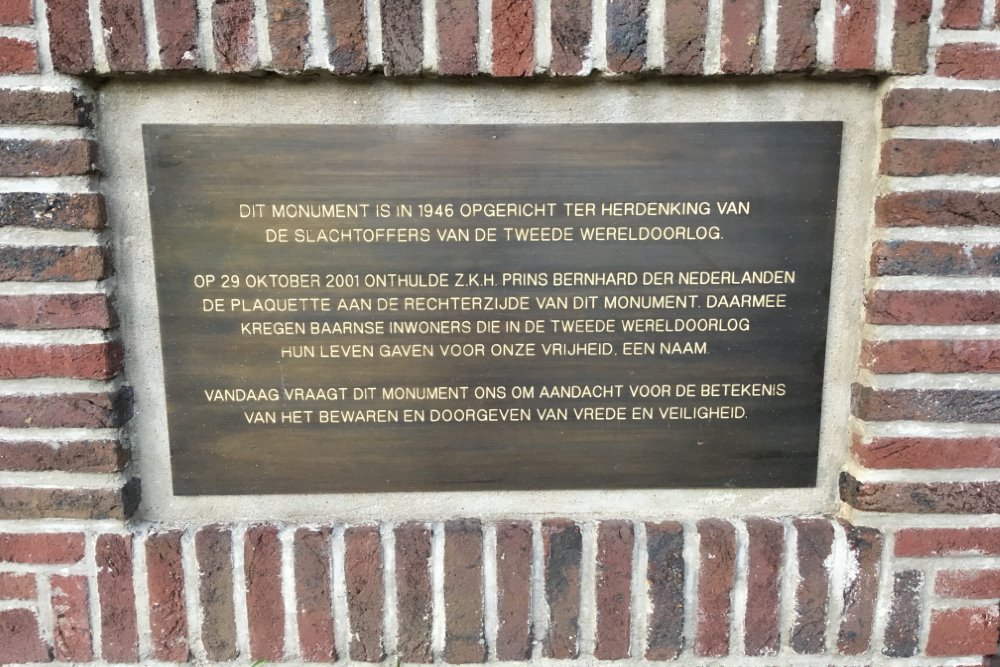 DIT MONUMENT IS IN 1946 OPGERICHT TER HERDENKING VAN
DE SLACHTOFFERS VAN DE TWEEDE WERELDOORLOG.
OP 29 OKTOBER 2001 ONTHULDE Z.K.H. PRINS BERNHARD DER NEDERLANDEN
DE PLAQUETTE AAN DE RECHTERZIJDE VAN DIT MONUMENT. DAARMEE
KREGEN BAARNSE INWONERS DIE IN DE TWEEDE WERELDOORLOG
HUN LEVEN GAVEN VOOR ONZE VRIJHEID, EEN NAAM.
VANDAAG VRAAGT DIT MONUMENT ONS OM AANDACHT VOOR DE BETEKENIS
VAN HET BEWAREN EN DOORGEVEN VAN VREDE EN VEILIGHEID.